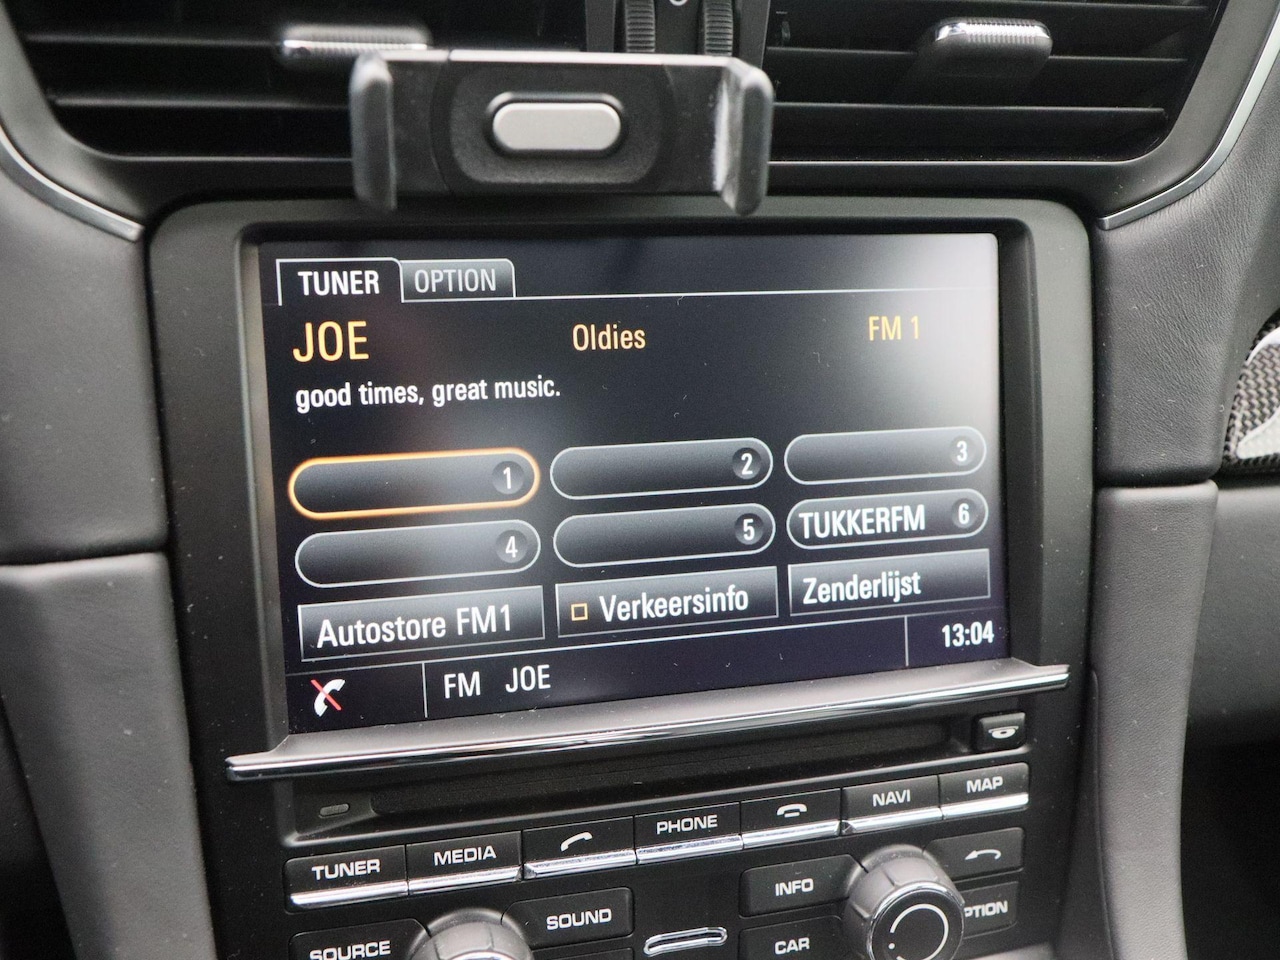 TUNER OPTION
JOE Oldies FM 1
good times, great music.
1 2 3
4 5 TUKKERFM 6
Autostore FM1 Verkeersinfo Zenderlijst
FM JOE 13:04
TUNER MEDIA PHONE NAVI MAP
SOURCE SOUND INFO CAR